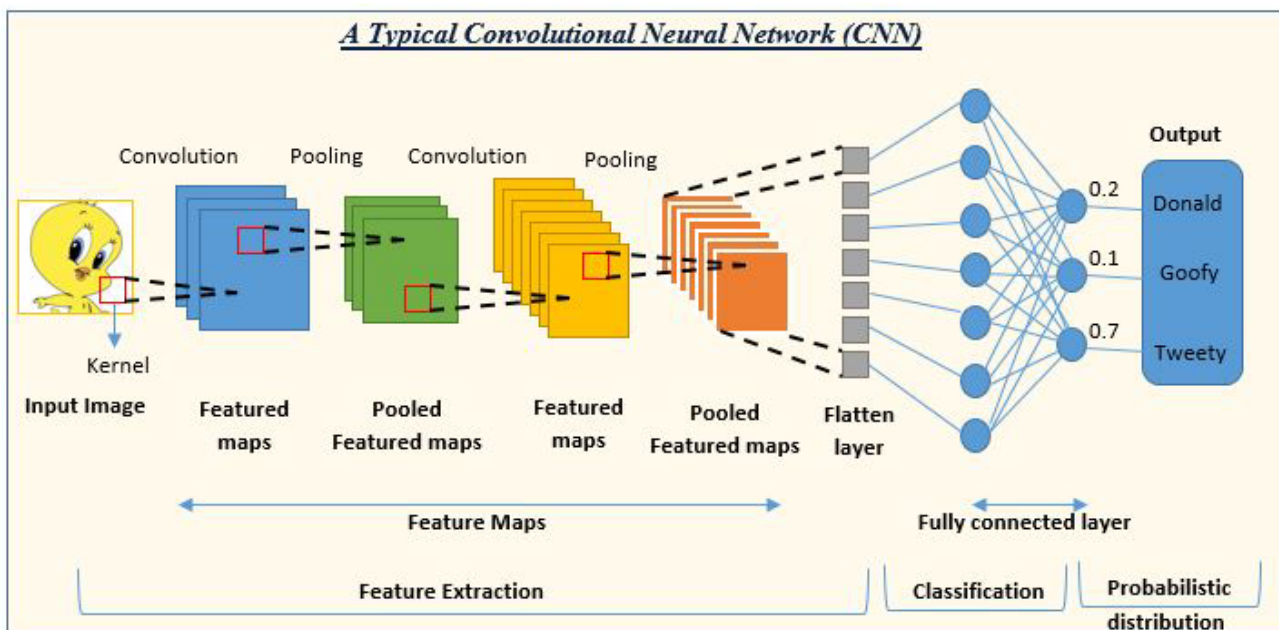 A Typical Convolutional Neural Network (CNN)
Convolution
Pooling
Convolution
Pooling
Output
0.2
Donald
0.1
Goofy
0.7
Tweety
Kernel
Input Image
Featured
maps
Pooled
Featured maps
Featured
maps
Pooled
Featured maps
Flatten
layer
Feature Maps
Fully connected layer
Feature Extraction
Classification
Probabilistic
distribution